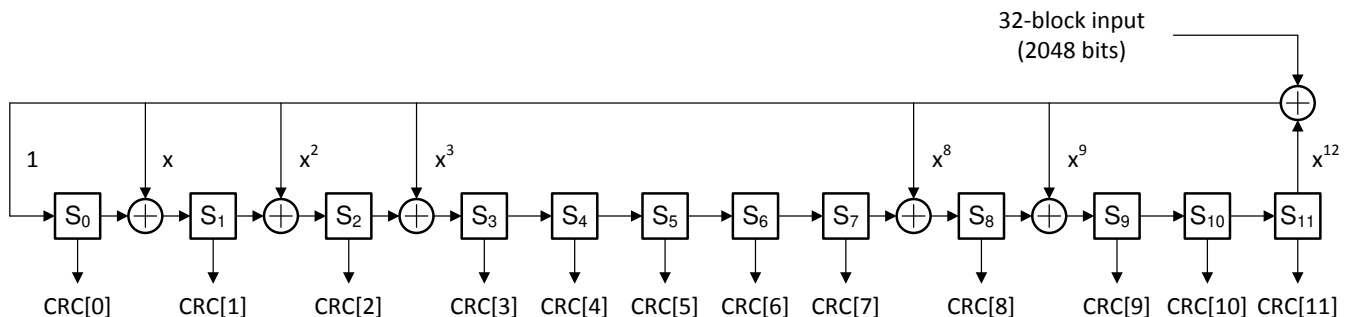 32-block input
(2048 bits)
1 x x² x³ x⁸ x⁹ x¹²
S₀ S₁ S₂ S₃ S₄ S₅ S₆ S₇ S₈ S₉ S₁₀ S₁₁
CRC[0] CRC[1] CRC[2] CRC[3] CRC[4] CRC[5] CRC[6] CRC[7] CRC[8] CRC[9] CRC[10] CRC[11]